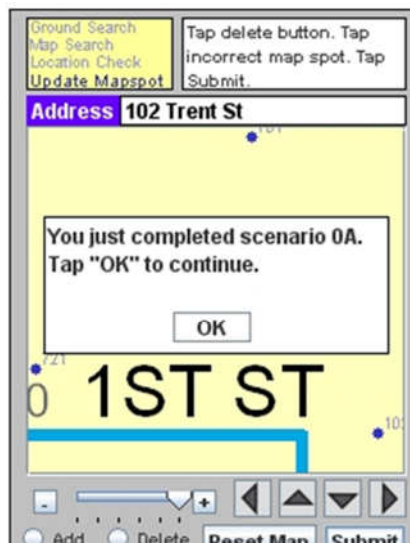 Ground Search
Map Search
Location Check
Update Mapspot
Tap delete button. Tap
incorrect map spot. Tap
Submit.
Address 102 Trent St
You just completed scenario 0A.
Tap "OK" to continue.
OK
721
0 1ST ST
- +
Add Delete Reset Map Submit